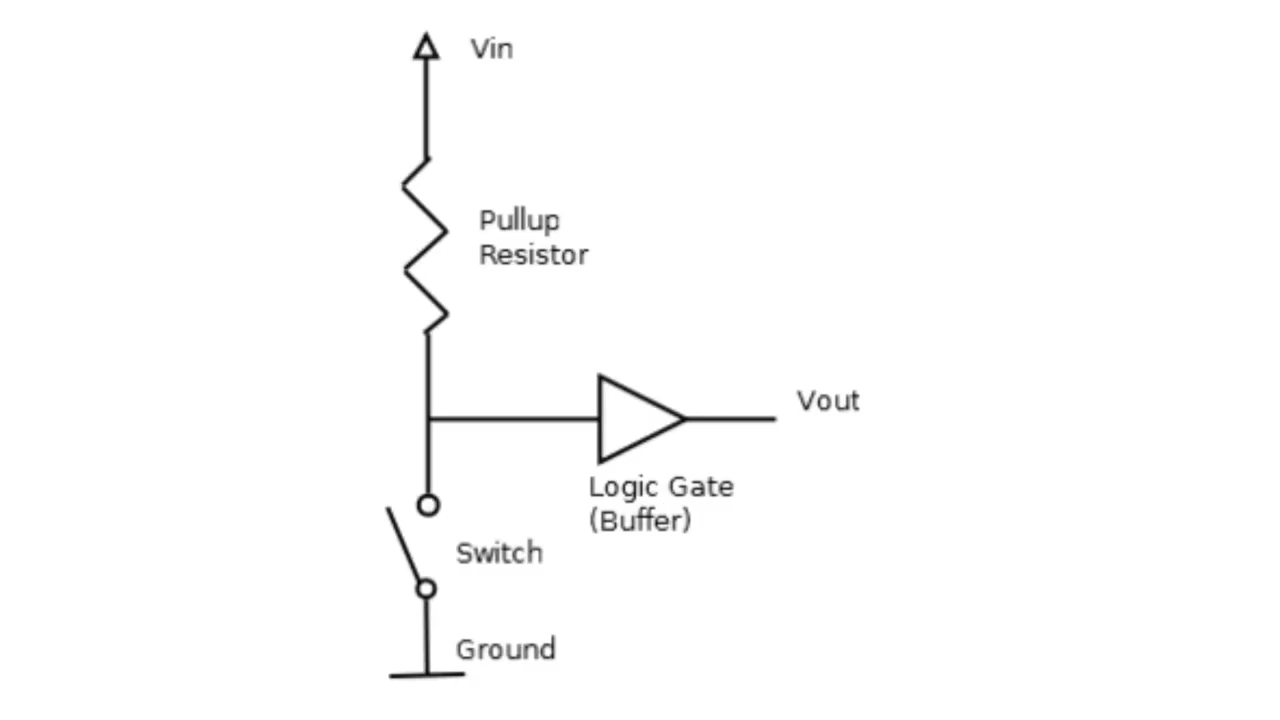 Vin
Pullup
Resistor
Vout
Logic Gate
(Buffer)
Switch
Ground